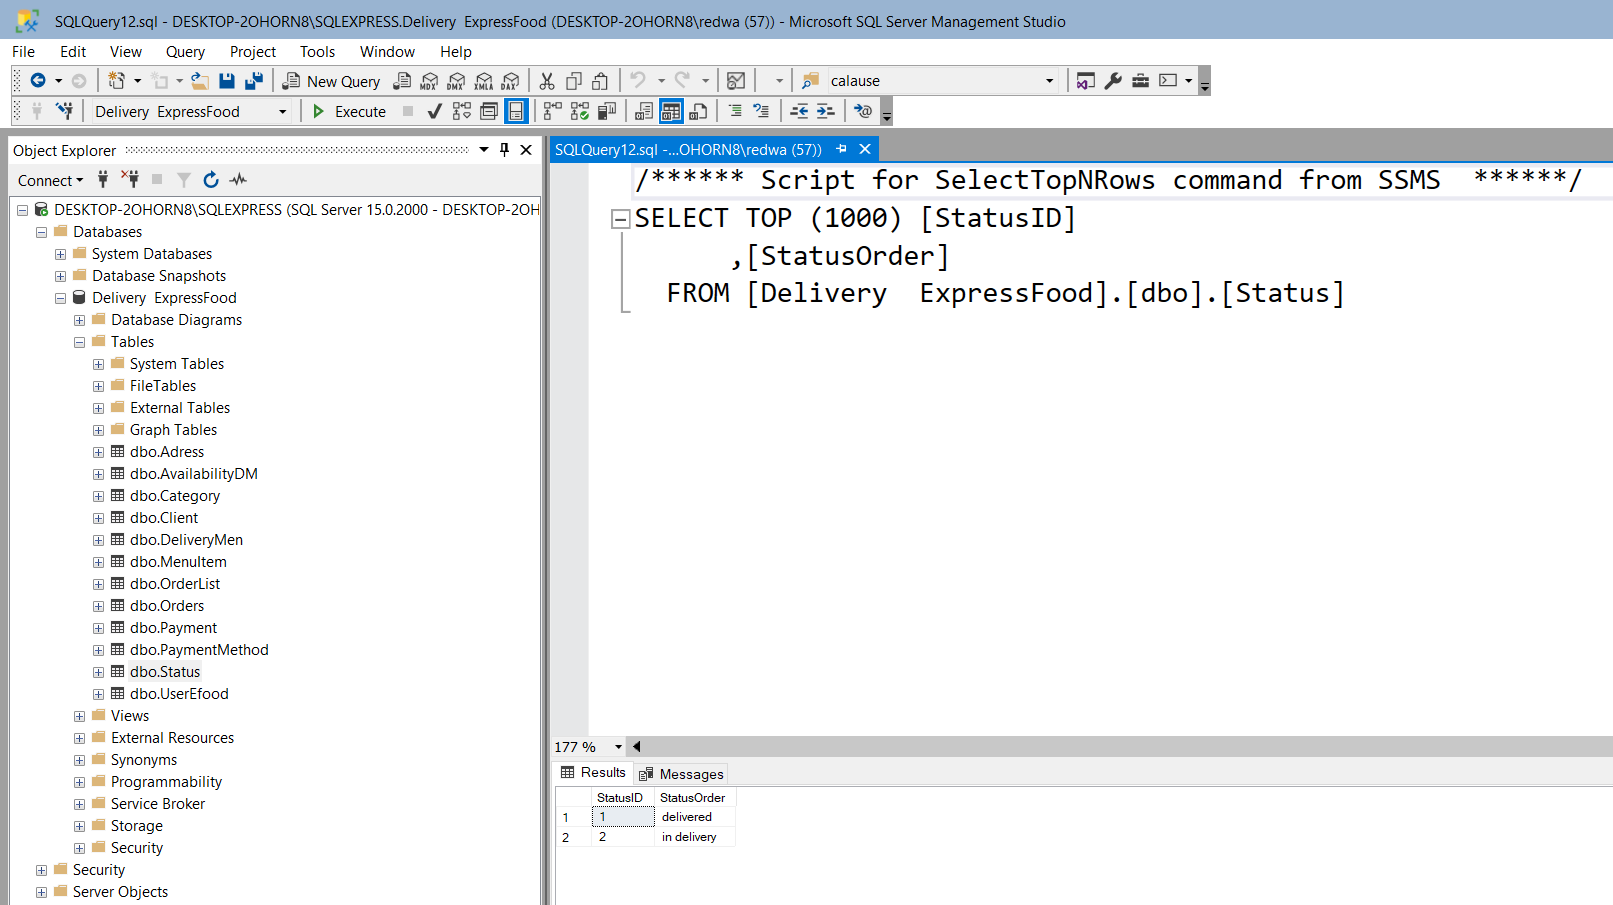 SQLQuery12.sql - DESKTOP-2OHORN8\SQLEXPRESS.Delivery  ExpressFood (DESKTOP-2OHORN8\redwa (57)) - Microsoft SQL Server Management Studio
File Edit View Query Project Tools Window Help
New Query MDX DMX XMLA DAX calause
Delivery  ExpressFood Execute
Object Explorer
Connect
DESKTOP-2OHORN8\SQLEXPRESS (SQL Server 15.0.2000 - DESKTOP-2OH
Databases
System Databases
Database Snapshots
Delivery  ExpressFood
Database Diagrams
Tables
System Tables
FileTables
External Tables
Graph Tables
dbo.Adress
dbo.AvailabilityDM
dbo.Category
dbo.Client
dbo.DeliveryMen
dbo.MenuItem
dbo.OrderList
dbo.Orders
dbo.Payment
dbo.PaymentMethod
dbo.Status
dbo.UserEfood
Views
External Resources
Synonyms
Programmability
Service Broker
Storage
Security
Security
Server Objects
SQLQuery12.sql -...OHORN8\redwa (57))
/****** Script for SelectTopNRows command from SSMS  ******/
SELECT TOP (1000) [StatusID]
,[StatusOrder]
FROM [Delivery  ExpressFood].[dbo].[Status]
177 %
Results Messages
StatusID StatusOrder
1 1 delivered
2 2 in delivery